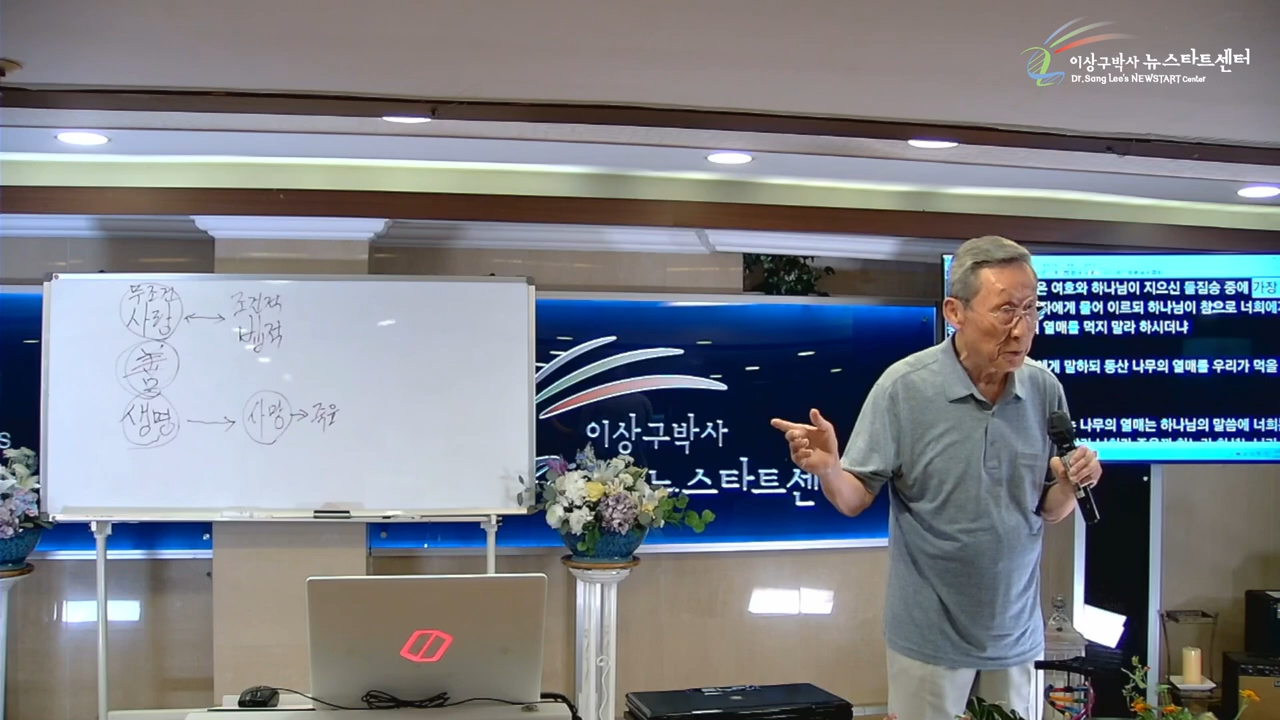 이상구박사 뉴스타트센터
Dr. Sang Lee's NEWSTART Center
무조건
사랑 ↔ 조건적
법적
생명 → 사망 → 죽음
이상구박사
뉴스타트센
은 여호와 하나님이 지으신 들짐승 중에 가장
자에게 물어 이르되 하나님이 참으로 너희에게
열매를 먹지 말라 하시더냐
에게 말하되 동산 나무의 열매를 우리가 먹을
나무의 열매는 하나님의 말씀에 너희는
s